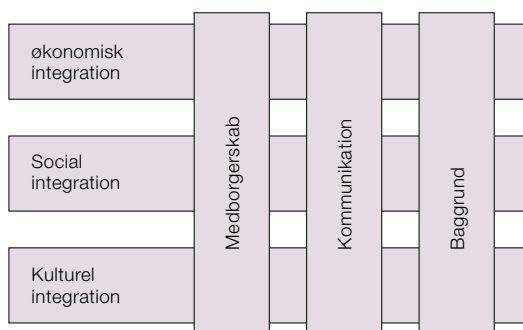 økonomisk
integration
Social
integration
Kulturel
integration
Medborgerskab
Kommunikation
Baggrund